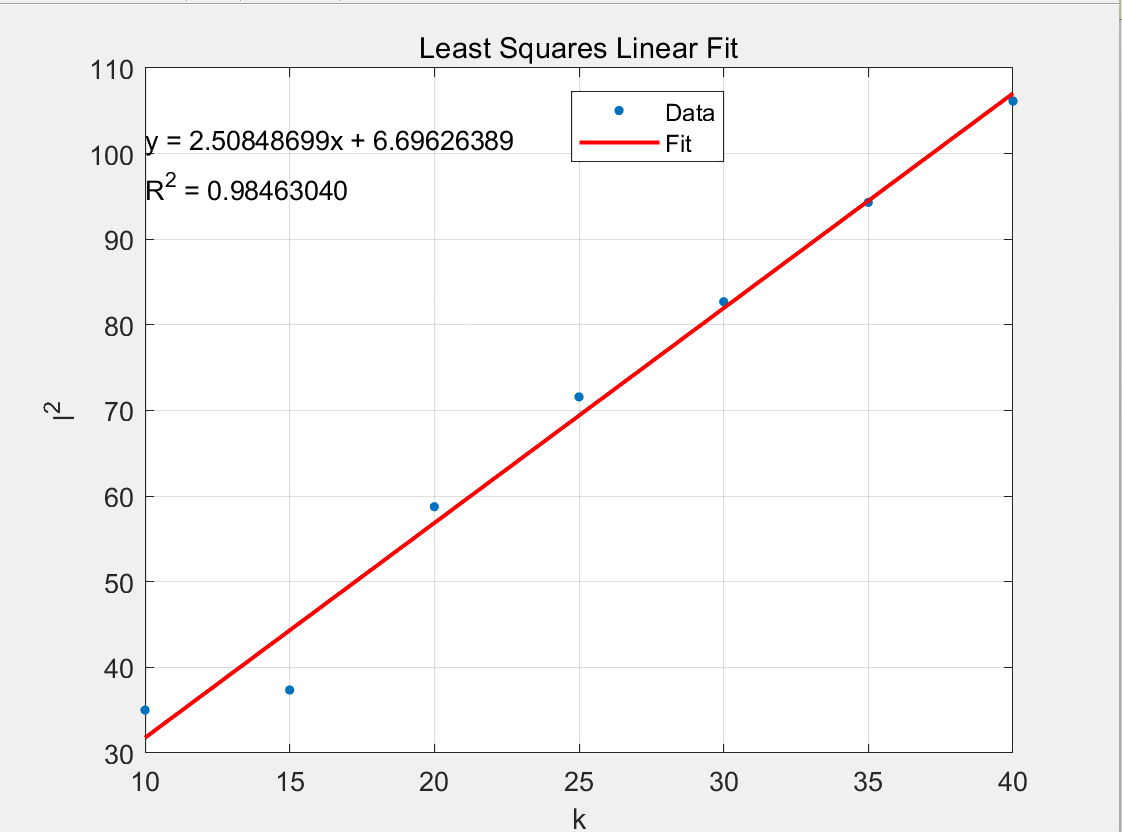 Least Squares Linear Fit
y = 2.50848699x + 6.69626389
R² = 0.98463040
Data
Fit
110
100
90
80
70
60
50
40
30
l²
10 15 20 25 30 35 40
k